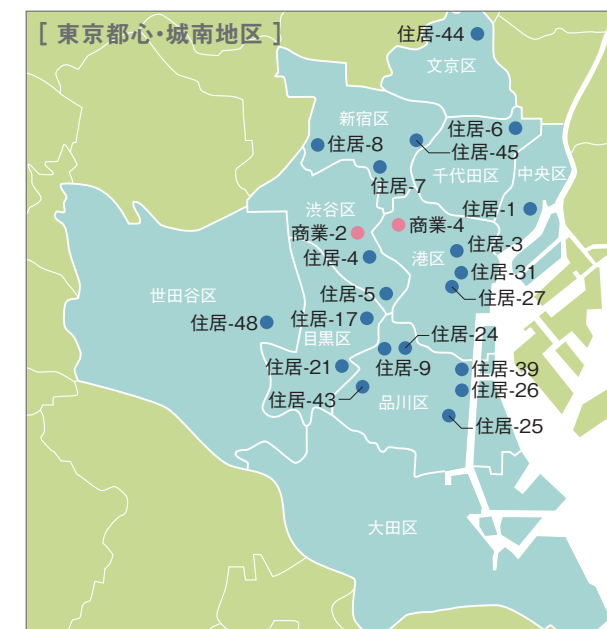 [ 東京都心・城南地区 ]
住居-44
文京区
新宿区
住居-6
住居-8
住居-45
千代田区
中央区
住居-7
渋谷区
住居-1
商業-4
商業-2
住居-3
住居-4
港区
住居-31
世田谷区
住居-5
住居-27
住居-48
住居-17
目黒区
住居-24
住居-21
住居-9
住居-39
住居-43
品川区
住居-26
住居-25
大田区